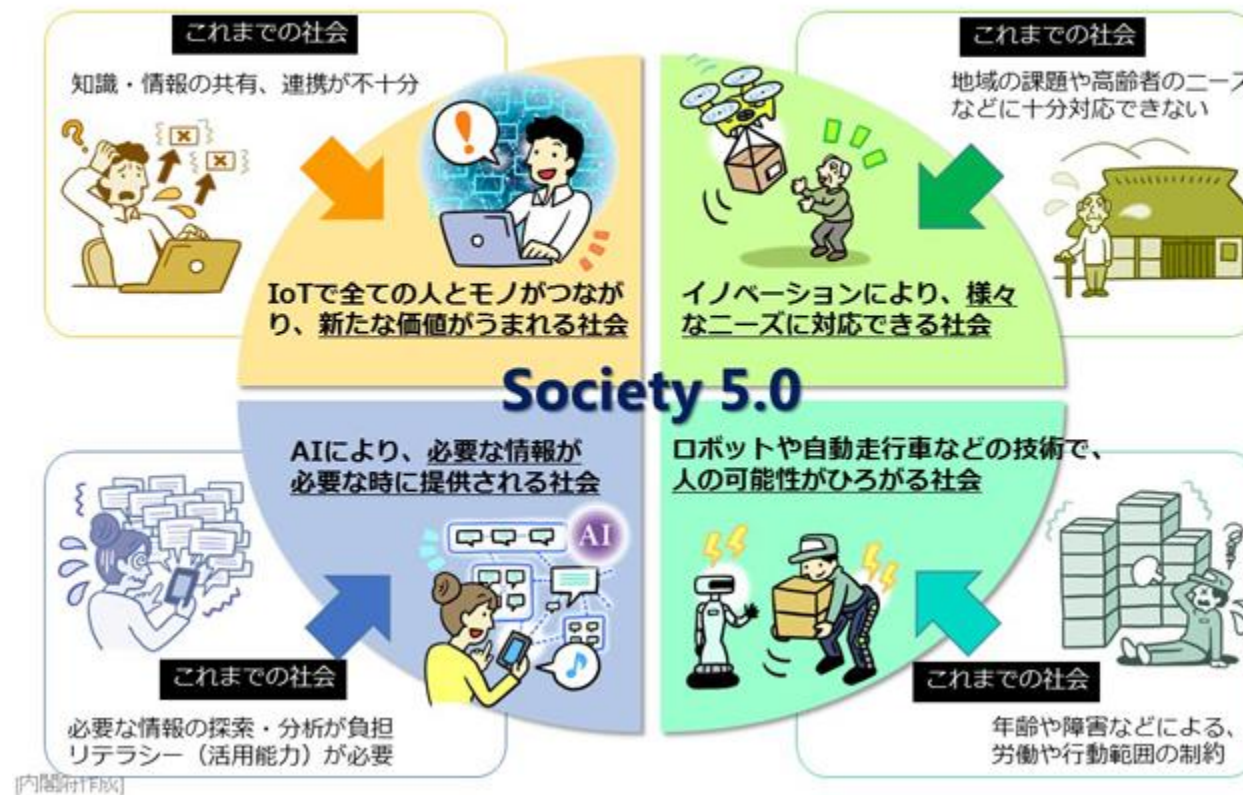 これまでの社会
知識・情報の共有、連携が不十分
IoTで全ての人とモノがつなが
り、新たな価値がうまれる社会
これまでの社会
地域の課題や高齢者のニーズ
などに十分対応できない
イノベーションにより、様々
なニーズに対応できる社会
Society 5.0
AIにより、必要な情報が
必要な時に提供される社会
AI
これまでの社会
必要な情報の探索・分析が負担
リテラシー（活用能力）が必要
ロボットや自動走行車などの技術で、
人の可能性がひろがる社会
これまでの社会
年齢や障害などによる、
労働や行動範囲の制約
[内閣府作成]